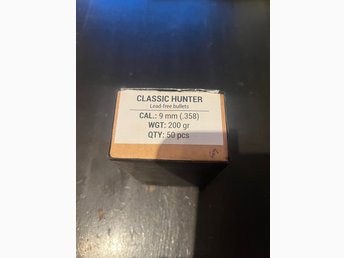 CLASSIC HUNTER
Lead-free bullets
CAL.: 9 mm (.358)
WGT: 200 gr
QTY: 50 pcs